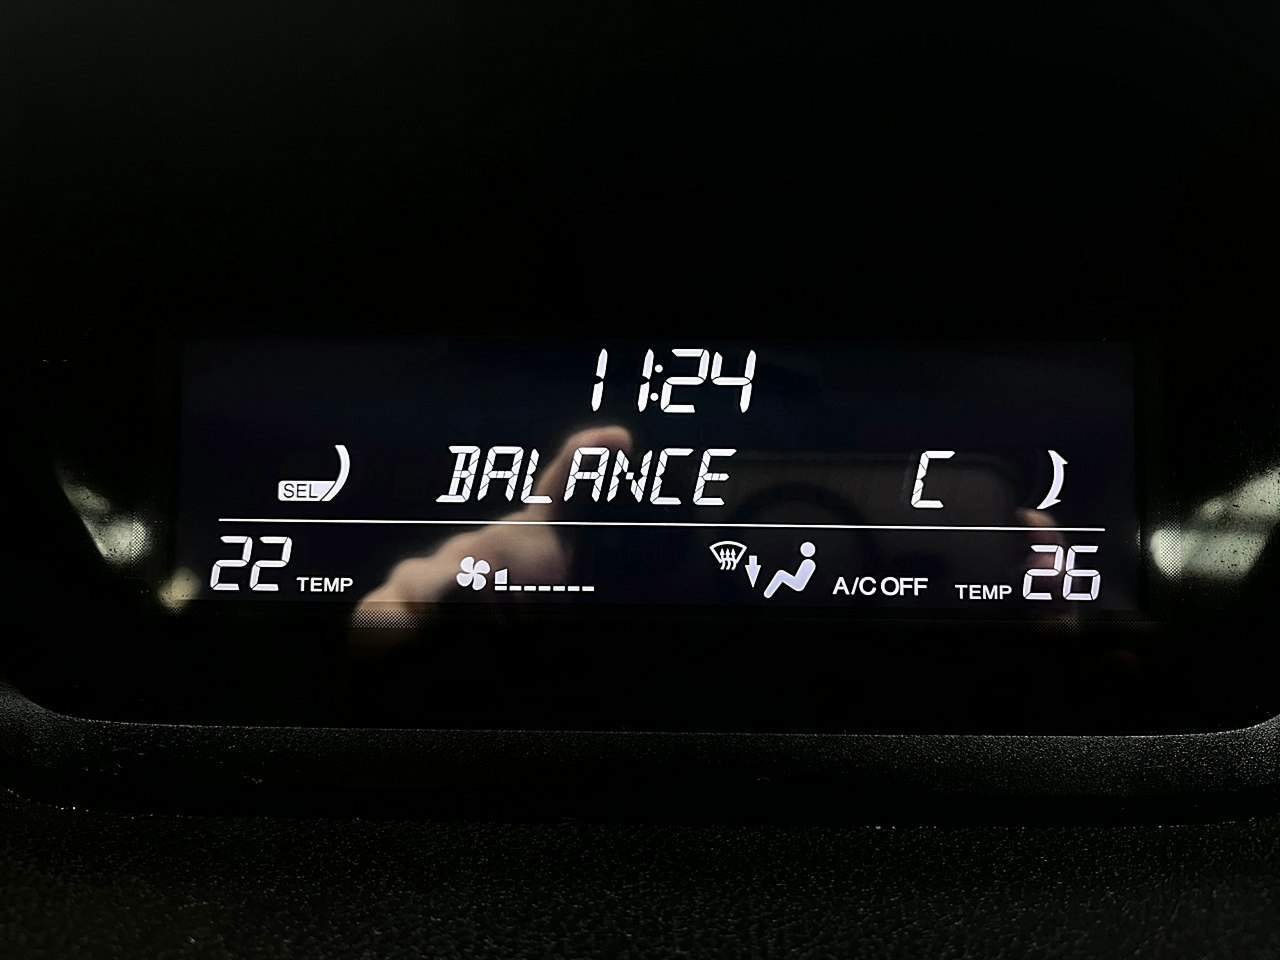 11:24
SEL BALANCE C
22 TEMP A/C OFF TEMP 26